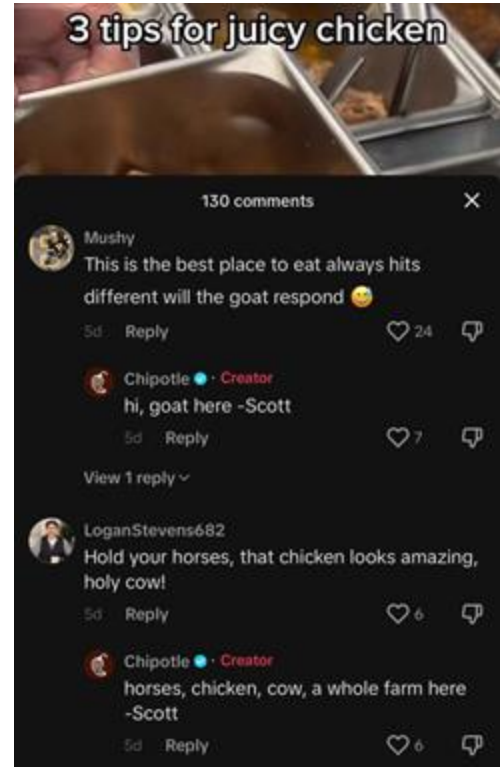 3 tips for juicy chicken
130 comments
Mushy
This is the best place to eat always hits
different will the goat respond 😅
5d Reply 24
Chipotle · Creator
hi, goat here -Scott
5d Reply 7
View 1 reply
LoganStevens682
Hold your horses, that chicken looks amazing,
holy cow!
5d Reply 6
Chipotle · Creator
horses, chicken, cow, a whole farm here
-Scott
5d Reply 6